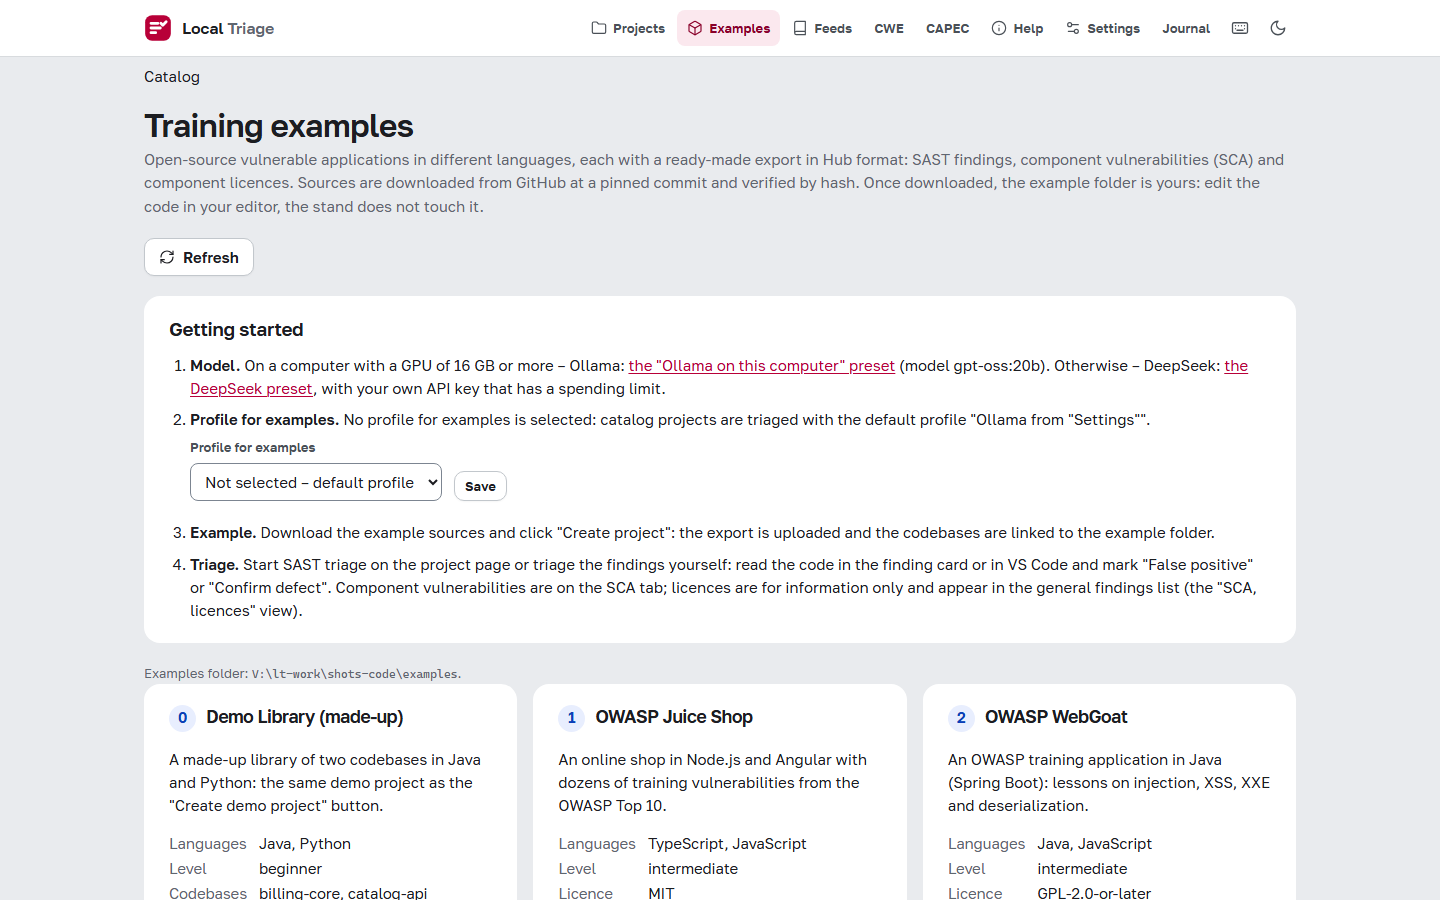 Local Triage
Projects
Examples
Feeds
CWE
CAPEC
Help
Settings
Journal
Catalog
Training examples
Open-source vulnerable applications in different languages, each with a ready-made export in Hub format: SAST findings, component vulnerabilities (SCA) and
component licences. Sources are downloaded from GitHub at a pinned commit and verified by hash. Once downloaded, the example folder is yours: edit the
code in your editor, the stand does not touch it.
Refresh
Getting started
1. Model. On a computer with a GPU of 16 GB or more – Ollama: the "Ollama on this computer" preset (model gpt-oss:20b). Otherwise – DeepSeek: the
DeepSeek preset, with your own API key that has a spending limit.
2. Profile for examples. No profile for examples is selected: catalog projects are triaged with the default profile "Ollama from "Settings"".
Profile for examples
Not selected – default profile
Save
3. Example. Download the example sources and click "Create project": the export is uploaded and the codebases are linked to the example folder.
4. Triage. Start SAST triage on the project page or triage the findings yourself: read the code in the finding card or in VS Code and mark "False positive"
or "Confirm defect". Component vulnerabilities are on the SCA tab; licences are for information only and appear in the general findings list (the "SCA,
licences" view).
Examples folder: V:\lt-work\shots-code\examples.
0 Demo Library (made-up)
A made-up library of two codebases in Java
and Python: the same demo project as the
"Create demo project" button.
Languages Java, Python
Level beginner
Codebases billing-core, catalog-api
1 OWASP Juice Shop
An online shop in Node.js and Angular with
dozens of training vulnerabilities from the
OWASP Top 10.
Languages TypeScript, JavaScript
Level intermediate
Licence MIT
2 OWASP WebGoat
An OWASP training application in Java
(Spring Boot): lessons on injection, XSS, XXE
and deserialization.
Languages Java, JavaScript
Level intermediate
Licence GPL-2.0-or-later